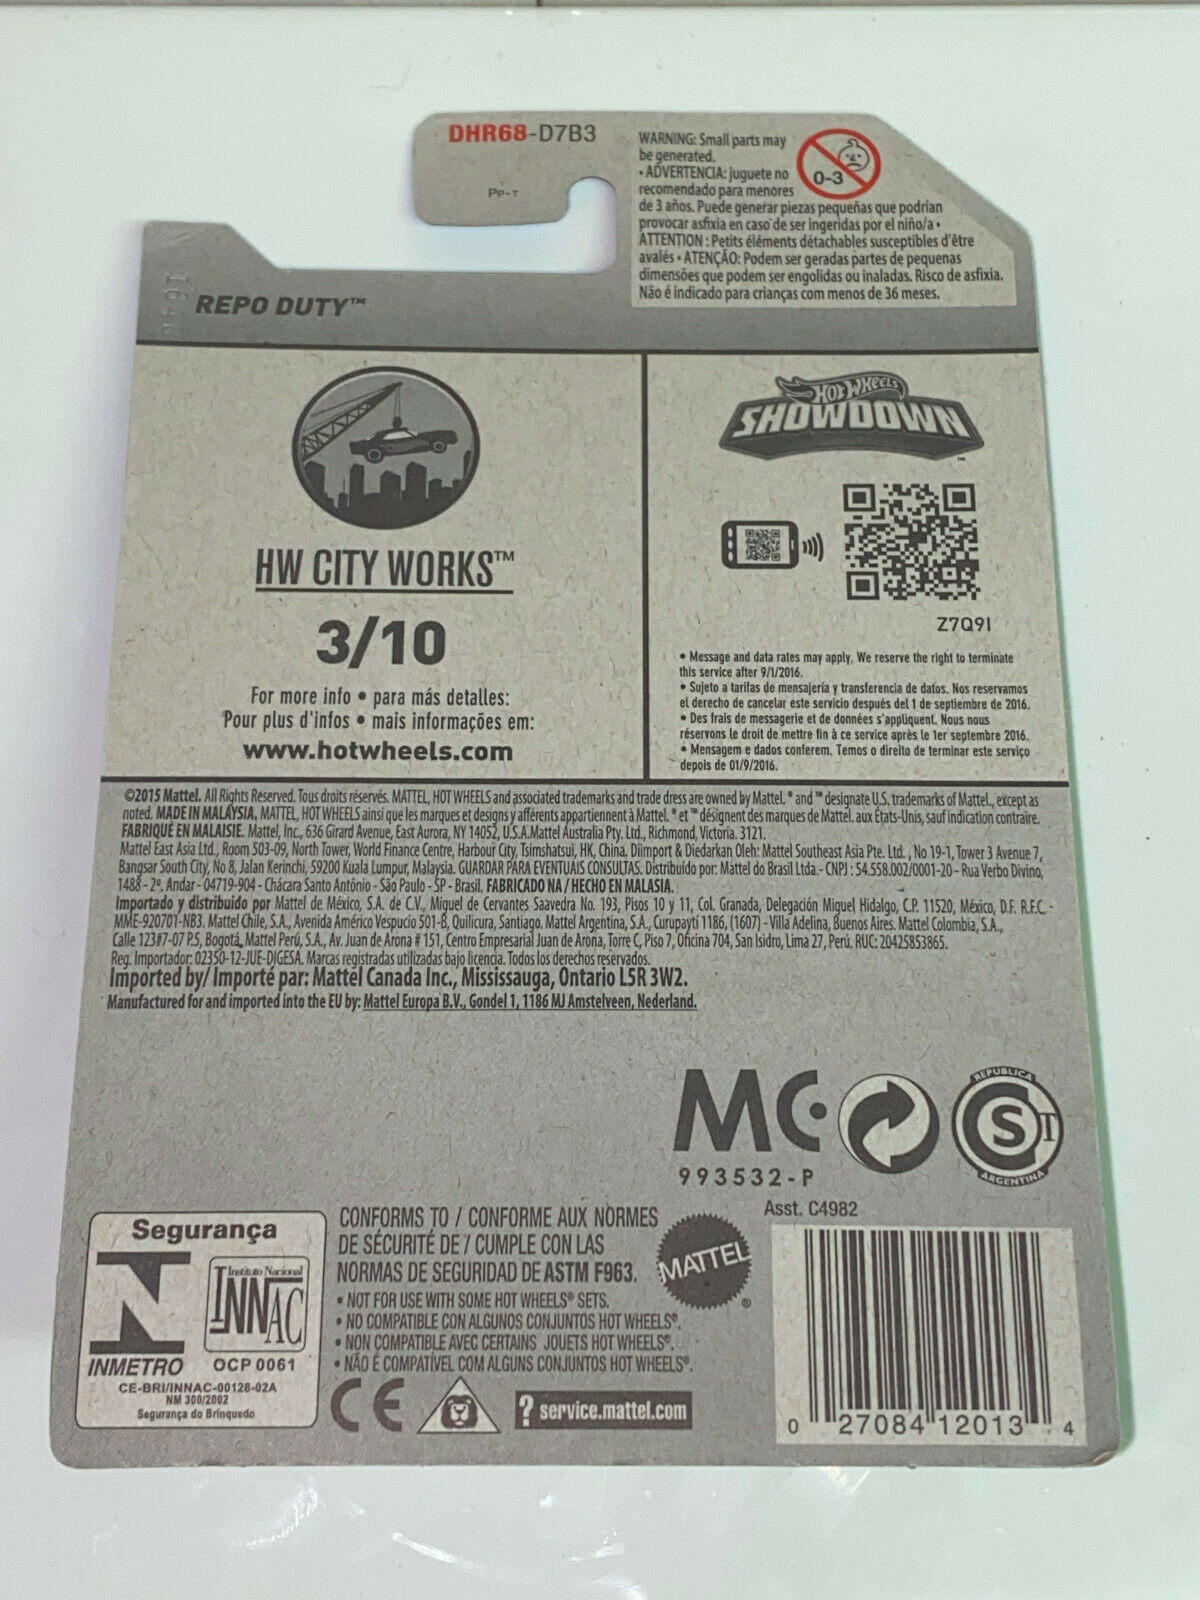 DHR68-D7B3
PP-T
WARNING: Small parts may
be generated.
• ADVERTENCIA: juguete no
recomendado para menores
de 3 años. Puede generar piezas pequeñas que podrían
provocar asfixia en caso de ser ingeridas por el niño/a •
ATTENTION : Petits éléments détachables susceptibles d'être
avalés • ATENÇÃO: Podem ser geradas partes de pequenas
dimensões que podem ser engolidas ou inaladas. Risco de asfixia.
Não é indicado para crianças com menos de 36 meses.
0-3
REPO DUTY™
HW CITY WORKS™
3/10
For more info • para más detalles:
Pour plus d'infos • mais informações em:
www.hotwheels.com
HOT WHEELS
SHOWDOWN™
Z7Q9I
• Message and data rates may apply. We reserve the right to terminate
this service after 9/1/2016.
• Sujeto a tarifas de mensajería y transferencia de datos. Nos reservamos
el derecho de cancelar este servicio después del 1 de septiembre de 2016.
• Des frais de messagerie et de données s'appliquent. Nous nous
réservons le droit de mettre fin à ce service après le 1er septembre 2016.
• Mensagem e dados conferem. Temos o direito de terminar este serviço
depois de 01/9/2016.
©2015 Mattel. All Rights Reserved. Tous droits réservés. MATTEL, HOT WHEELS and associated trademarks and trade dress are owned by Mattel. ® and ™ designate U.S. trademarks of Mattel., except as
noted. MADE IN MALAYSIA. MATTEL, HOT WHEELS ainsi que les marques et designs y afférents appartiennent à Mattel. ® et ™ désignent des marques de Mattel. aux États-Unis, sauf indication contraire.
FABRIQUÉ EN MALAISIE. Mattel, Inc., 636 Girard Avenue, East Aurora, NY 14052, U.S.A. Mattel Australia Pty. Ltd., Richmond, Victoria. 3121.
Mattel East Asia Ltd., Room 503-09, North Tower, World Finance Centre, Harbour City, Tsimshatsui, HK, China. Diimport & Diedarkan Oleh: Mattel Southeast Asia Pte. Ltd. , No 19-1, Tower 3 Avenue 7,
Bangsar South City, No 8, Jalan Kerinchi, 59200 Kuala Lumpur, Malaysia. GUARDAR PARA EVENTUAIS CONSULTAS. Distribuído por: Mattel do Brasil Ltda.- CNPJ : 54.558.002/0001-20 - Rua Verbo Divino,
1488 - 2º. Andar - 04719-904 - Chácara Santo Antônio - São Paulo - SP - Brasil. FABRICADO NA / HECHO EN MALASIA.
Importado y distribuido por Mattel de México, S.A. de C.V., Miguel de Cervantes Saavedra No. 193, Pisos 10 y 11, Col. Granada, Delegación Miguel Hidalgo, C.P. 11520, México, D.F. R.F.C.-
MME-920701-NB3. Mattel Chile, S.A., Avenida Américo Vespucio 501-B, Quilicura, Santiago. Mattel Argentina, S.A., Curupaytí 1186, (1607) - Villa Adelina, Buenos Aires. Mattel Colombia, S.A.,
Calle 123#7-07 P.5, Bogotá. Mattel Perú, S.A., Av. Juan de Arona # 151, Centro Empresarial Juan de Arona, Torre C, Piso 7, Oficina 704, San Isidro, Lima 27, Perú. RUC: 20425853865.
Reg. Importador: 02350-12-JUE-DIGESA. Marcas registradas utilizadas bajo licencia. Todos los derechos reservados.
Imported by/ Importé par: Mattel Canada Inc., Mississauga, Ontario L5R 3W2.
Manufactured for and imported into the EU by: Mattel Europa B.V., Gondel 1, 1186 MJ Amstelveen, Nederland.
MC
993532-P
REPUBLICA
CST
ARGENTINA
Asst. C4982
Segurança
Instituto Nacional
INNAC
INMETRO
OCP 0061
CE-BRI/INNAC-00128-02A
NM 300/2002
Segurança do Brinquedo
CONFORMS TO / CONFORME AUX NORMES
DE SÉCURITÉ DE / CUMPLE CON LAS
NORMAS DE SEGURIDAD DE ASTM F963.
MATTEL®
• NOT FOR USE WITH SOME HOT WHEELS® SETS.
• NO COMPATIBLE CON ALGUNOS CONJUNTOS HOT WHEELS®.
• NON COMPATIBLE AVEC CERTAINS JOUETS HOT WHEELS®.
• NÃO É COMPATÍVEL COM ALGUNS CONJUNTOS HOT WHEELS®.
CE
? service.mattel.com
0 27084 12013 4